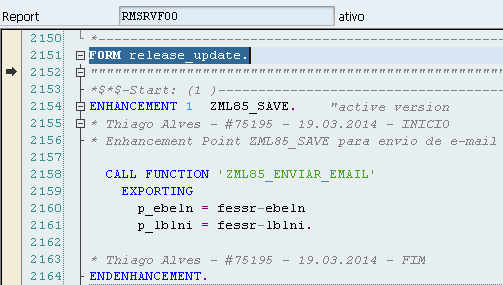 Report RMSRVF00 ativo
2150 *-----------------------------------------------------------
2151 FORM release_update.
2152 """"""""""""""""""""""""""""""""""""""""""""""""""""""""""""
2153 *$*$-Start: (1 )--------------------------------------------
2154 ENHANCEMENT 1  ZML85_SAVE.    "active version
2155 * Thiago Alves - #75195 - 19.03.2014 - INICIO
2156 * Enhancement Point ZML85_SAVE para envio de e-mail
2157
2158 CALL FUNCTION 'ZML85_ENVIAR_EMAIL'
2159 EXPORTING
2160 p_ebeln = fessr-ebeln
2161 p_lblni = fessr-lblni.
2162
2163 * Thiago Alves - #75195 - 19.03.2014 - FIM
2164 ENDENHANCEMENT.